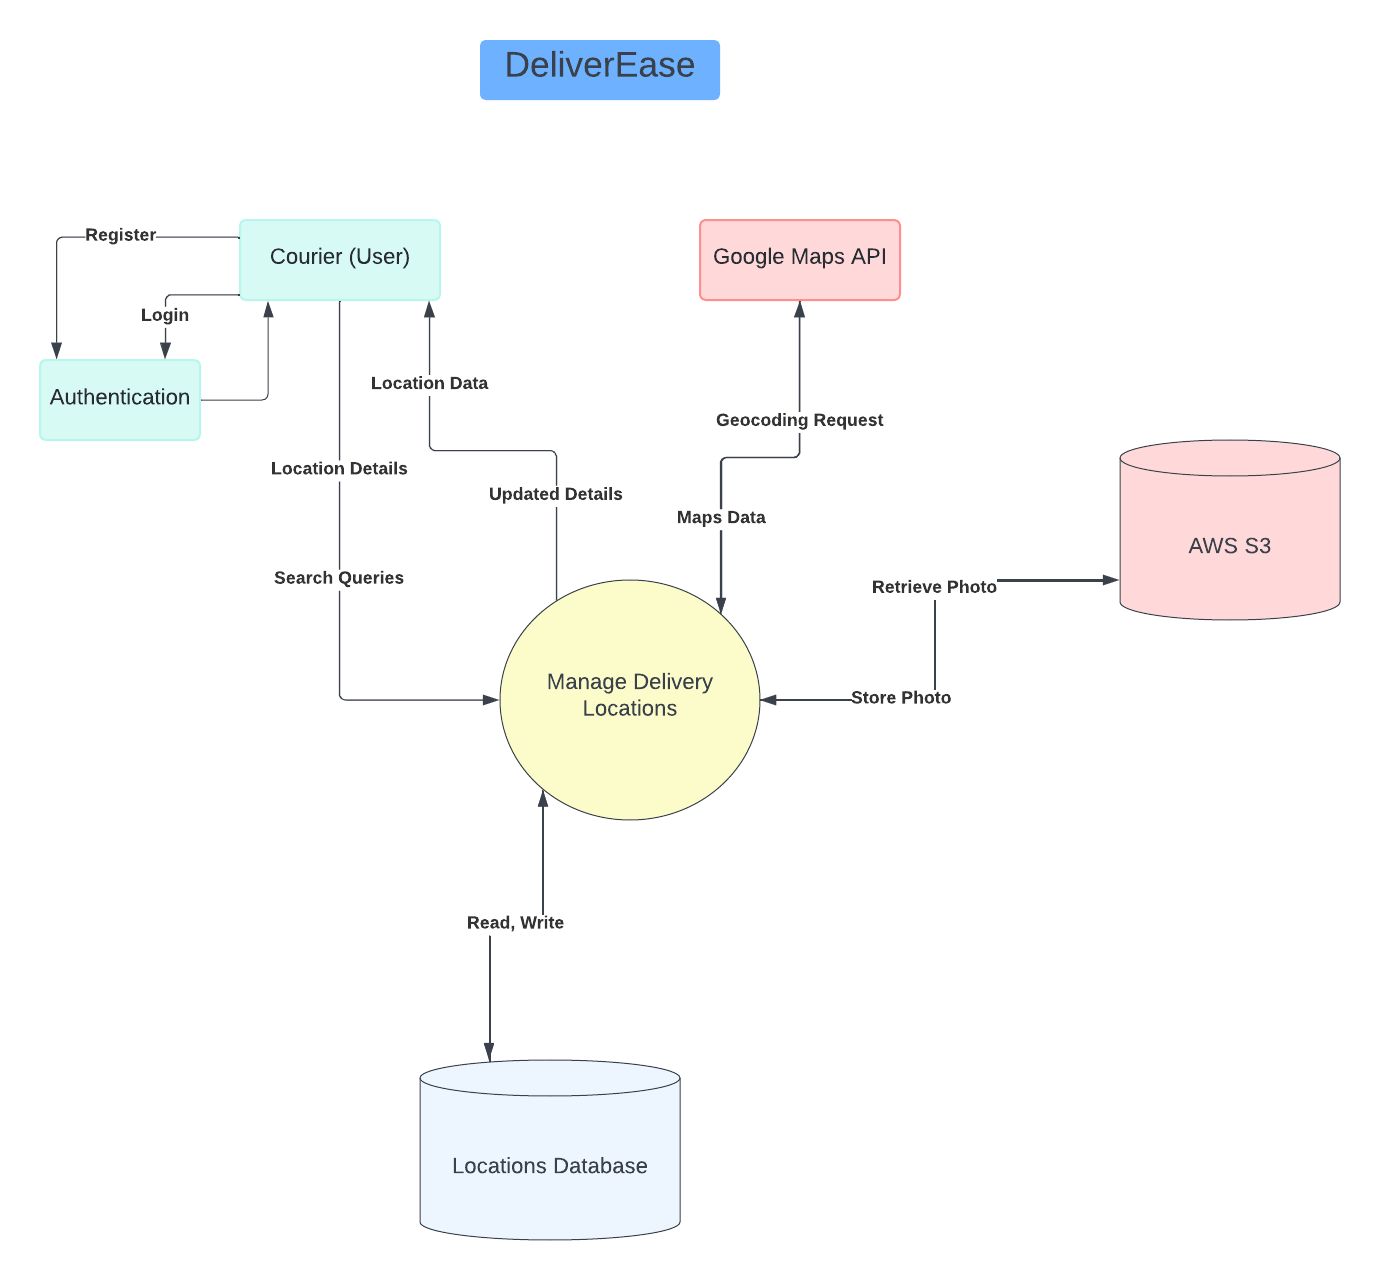 DeliverEase
Register
Courier (User)
Google Maps API
Login
Authentication
Location Data
Geocoding Request
Location Details
Updated Details
Maps Data
AWS S3
Search Queries
Retrieve Photo
Manage Delivery
Locations
Store Photo
Read, Write
Locations Database